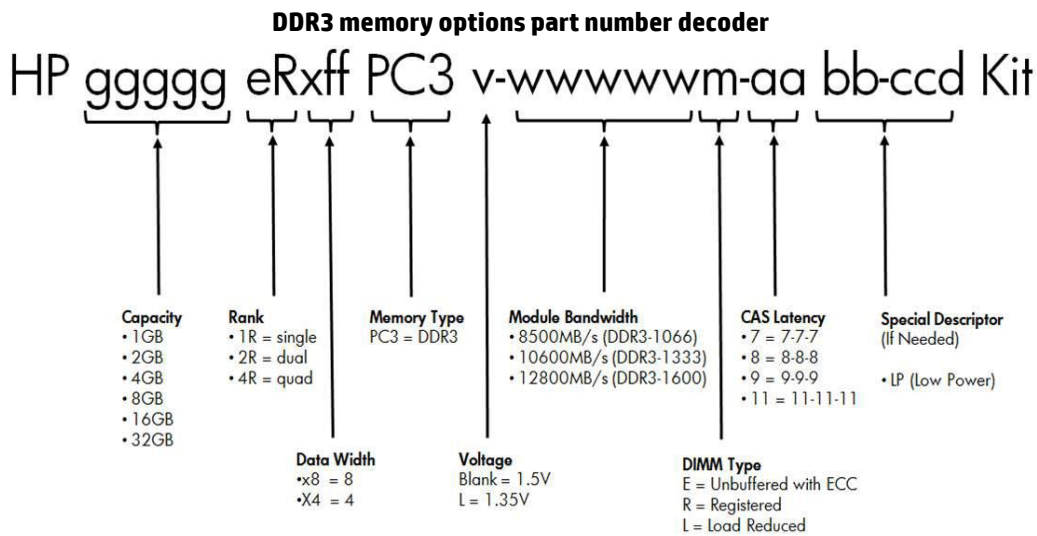 DDR3 memory options part number decoder
HP ggggg eRxff PC3 v-wwwwwm-aa bb-ccd Kit
Capacity
• 1GB
• 2GB
• 4GB
• 8GB
• 16GB
• 32GB
Rank
• 1R = single
• 2R = dual
• 4R = quad
Memory Type
PC3 = DDR3
Module Bandwidth
• 8500MB/s (DDR3-1066)
• 10600MB/s (DDR3-1333)
• 12800MB/s (DDR3-1600)
CAS Latency
• 7 = 7-7-7
• 8 = 8-8-8
• 9 = 9-9-9
• 11 = 11-11-11
Special Descriptor
(If Needed)
• LP (Low Power)
Data Width
•x8 = 8
•X4 = 4
Voltage
Blank = 1.5V
L = 1.35V
DIMM Type
E = Unbuffered with ECC
R = Registered
L = Load Reduced